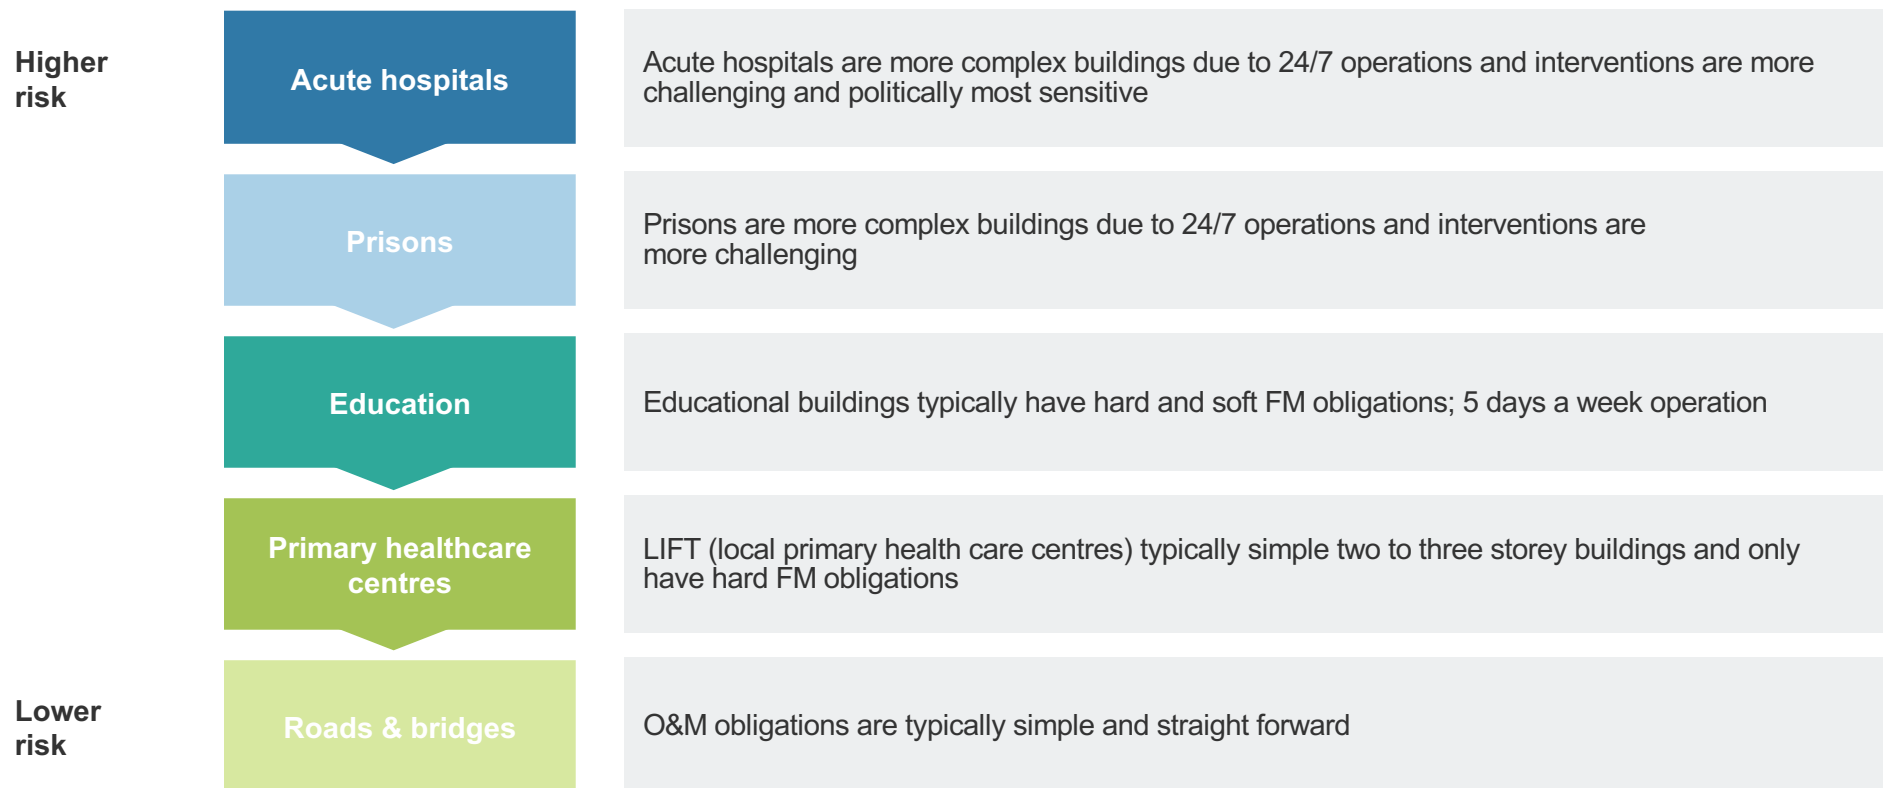 Higher
risk
Acute hospitals
Acute hospitals are more complex buildings due to 24/7 operations and interventions are more
challenging and politically most sensitive
Prisons
Prisons are more complex buildings due to 24/7 operations and interventions are
more challenging
Education
Educational buildings typically have hard and soft FM obligations; 5 days a week operation
Primary healthcare
centres
LIFT (local primary health care centres) typically simple two to three storey buildings and only
have hard FM obligations
Lower
risk
Roads & bridges
O&M obligations are typically simple and straight forward